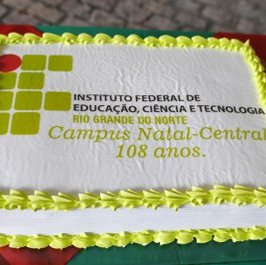 INSTITUTO FEDERAL DE
EDUCAÇÃO, CIÊNCIA E TECNOLOGIA
RIO GRANDE DO NORTE
Campus Natal-Central
108 anos.